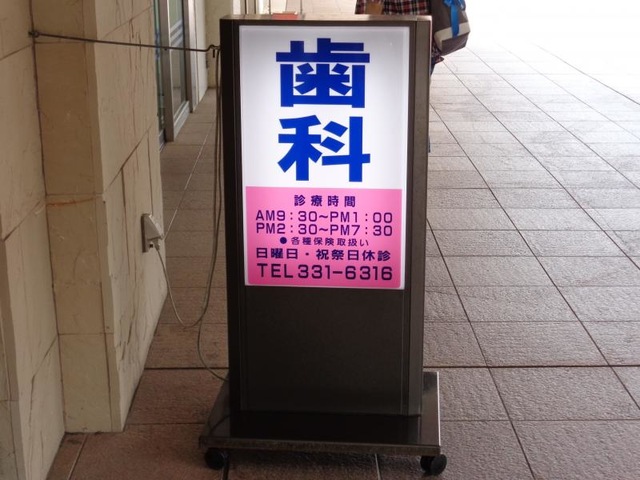 歯
科
診療時間
AM9:30〜PM1:00
PM2:30〜PM7:30
●各種保険取扱い
日曜日・祝祭日休診
TEL331-6316